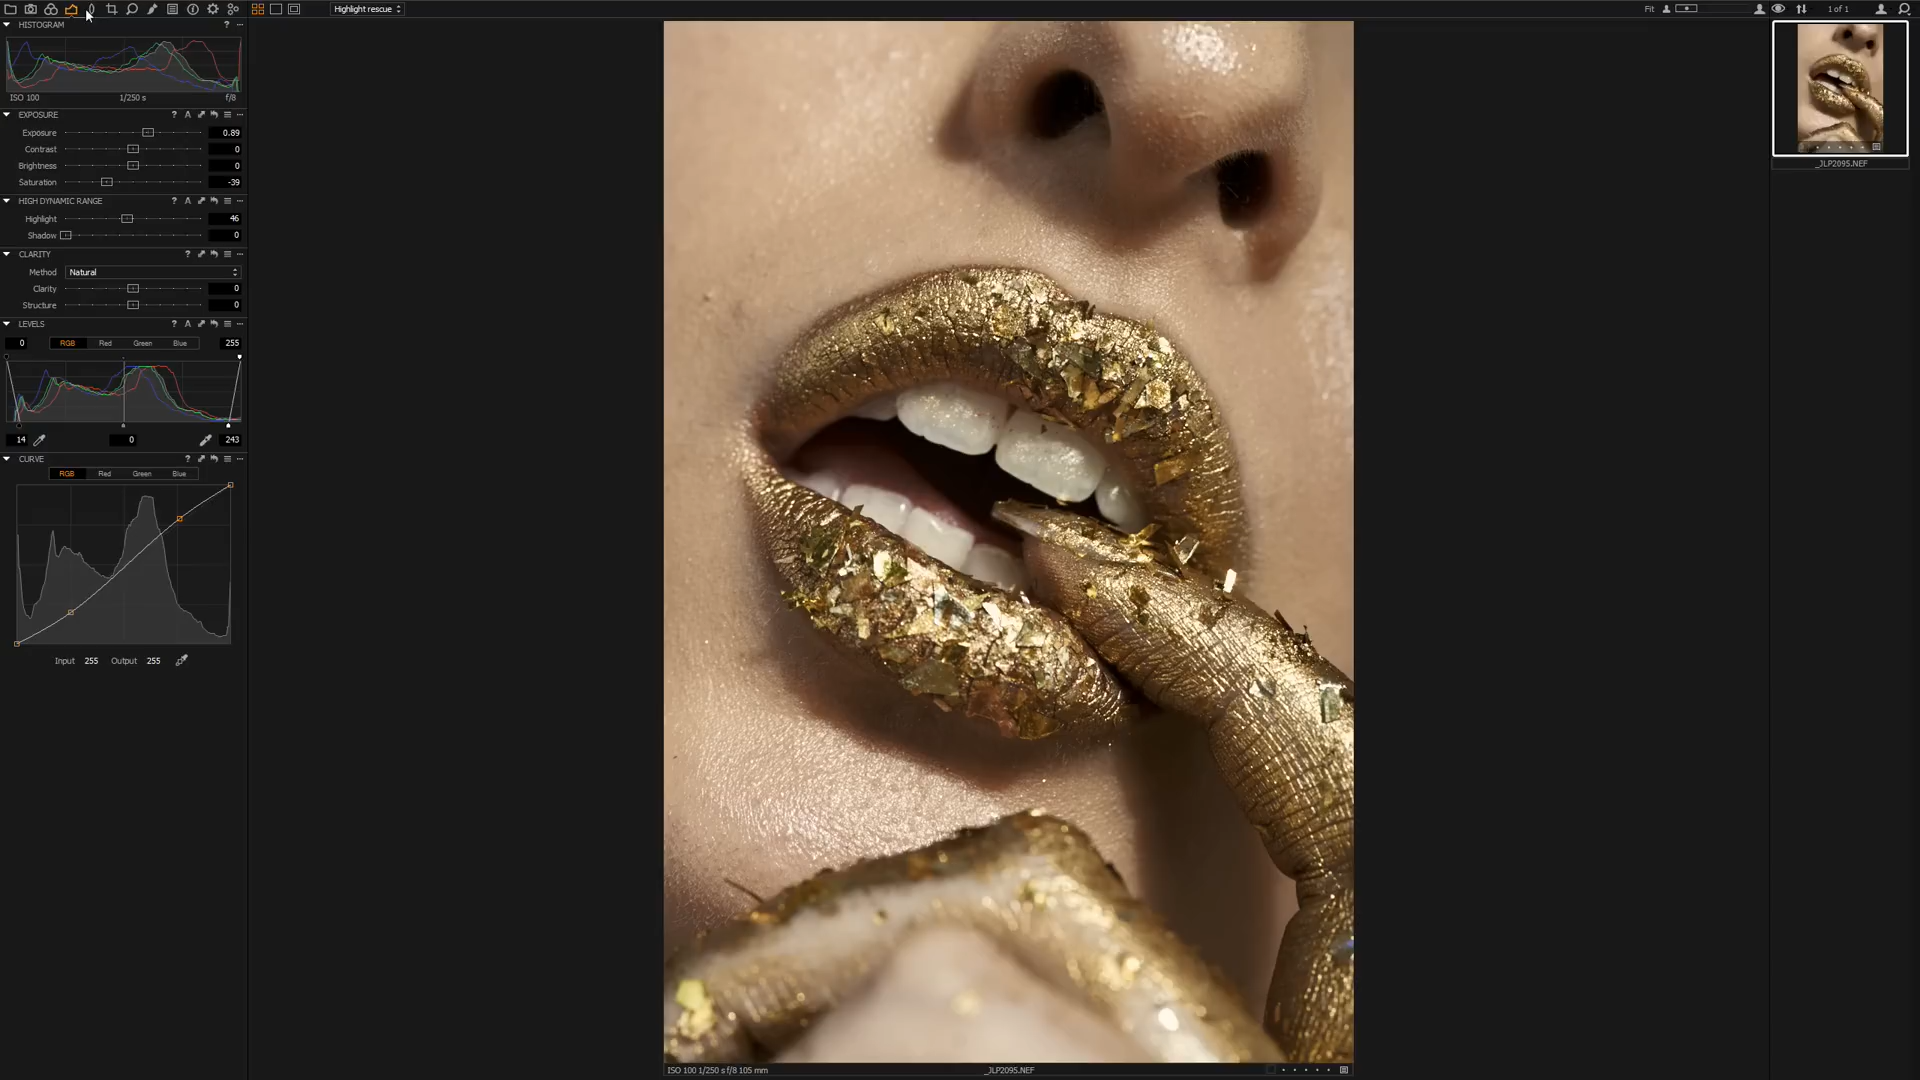 Highlight rescue
Fit
1 of 1
HISTOGRAM ?
ISO 100 1/250 s f/8
EXPOSURE ? A
Exposure 0.89
Contrast 0
Brightness 0
Saturation -39
HIGH DYNAMIC RANGE ? A
Highlight 46
Shadow 0
CLARITY ?
Method Natural
Clarity 0
Structure 0
LEVELS ? A
0 RGB Red Green Blue 255
14 0 243
CURVE ?
RGB Red Green Blue
Input 255 Output 255
ISO 100 1/250 s f/8 105 mm _JLP2095.NEF
_JLP2095.NEF